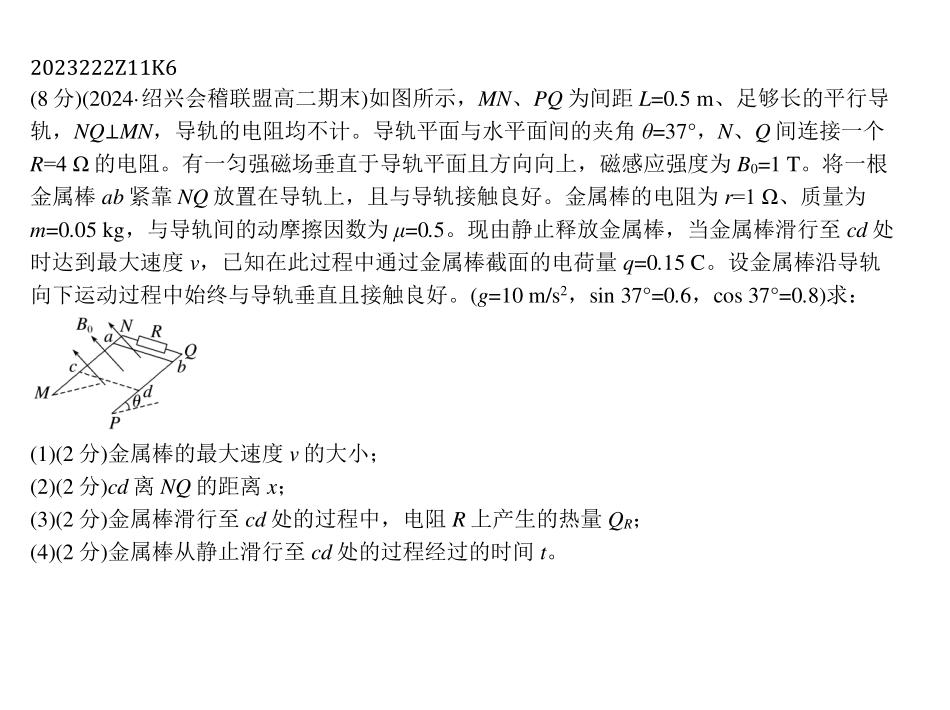 2023222Z11K6
(8 分)(2024·绍兴会稽联盟高二期末)如图所示，MN、PQ 为间距 L=0.5 m、足够长的平行导
轨，NQ⊥MN，导轨的电阻均不计。导轨平面与水平面间的夹角 θ=37°，N、Q 间连接一个
R=4 Ω 的电阻。有一匀强磁场垂直于导轨平面且方向向上，磁感应强度为 B₀=1 T。将一根
金属棒 ab 紧靠 NQ 放置在导轨上，且与导轨接触良好。金属棒的电阻为 r=1 Ω、质量为
m=0.05 kg，与导轨间的动摩擦因数为 μ=0.5。现由静止释放金属棒，当金属棒滑行至 cd 处
时达到最大速度 v，已知在此过程中通过金属棒截面的电荷量 q=0.15 C。设金属棒沿导轨
向下运动过程中始终与导轨垂直且接触良好。(g=10 m/s²，sin 37°=0.6，cos 37°=0.8)求：
B₀ N R
a Q
b
c
M d
θ
P
(1)(2 分)金属棒的最大速度 v 的大小；
(2)(2 分)cd 离 NQ 的距离 x；
(3)(2 分)金属棒滑行至 cd 处的过程中，电阻 R 上产生的热量 Q_R；
(4)(2 分)金属棒从静止滑行至 cd 处的过程经过的时间 t。